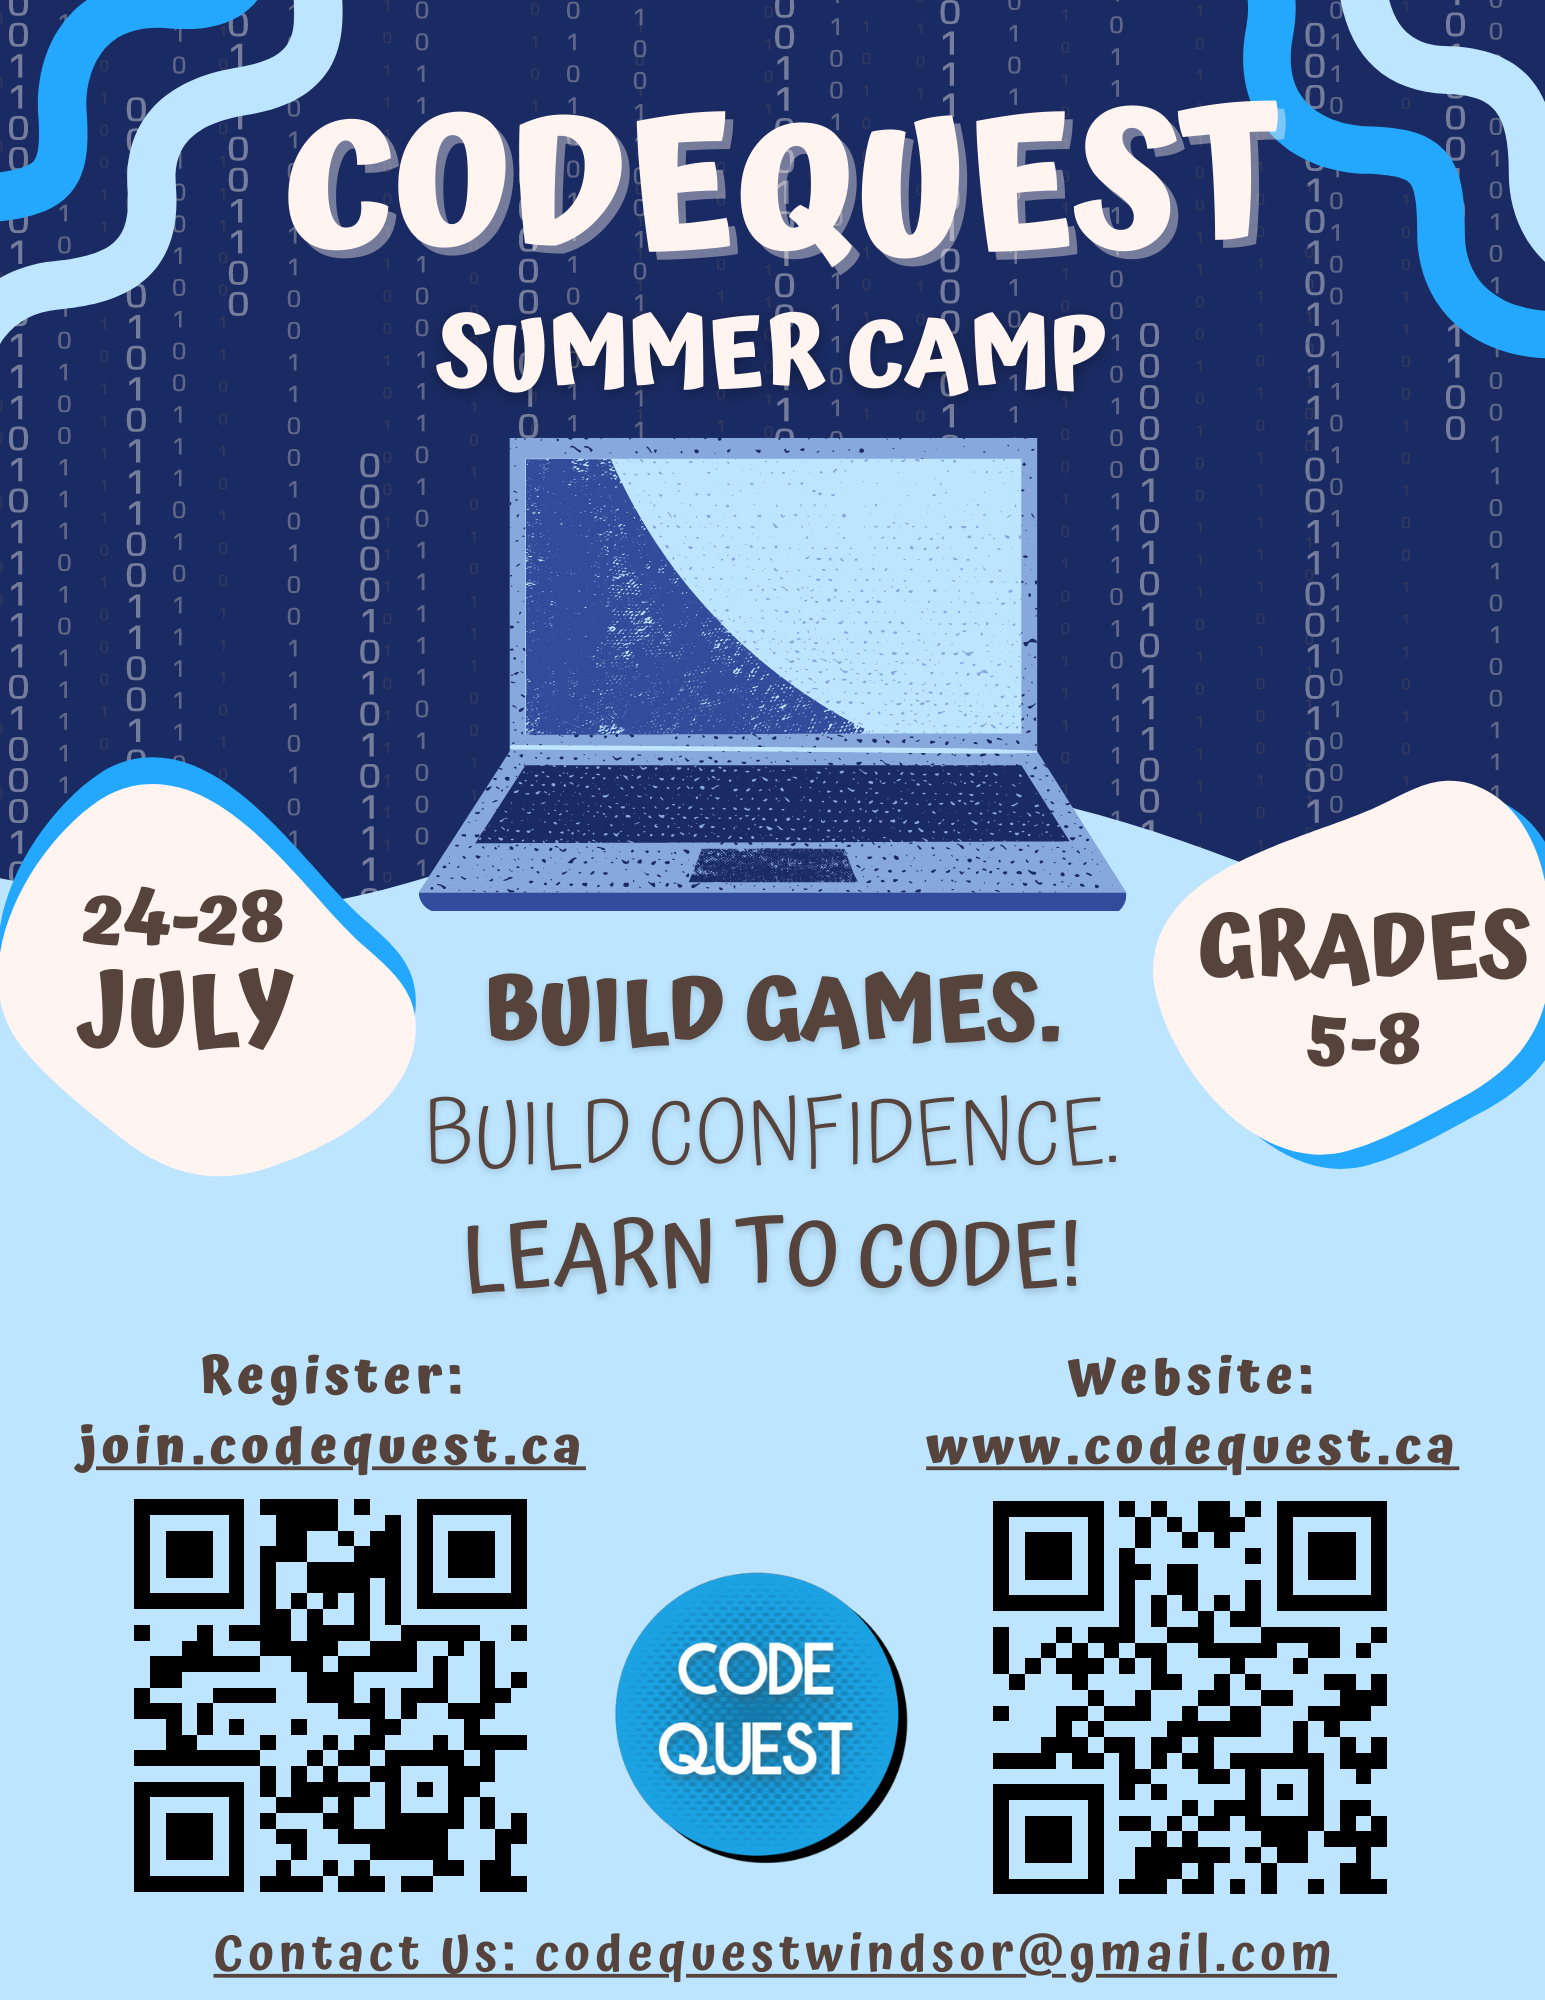 CODEQUEST
SUMMER CAMP
24-28
JULY
GRADES
5-8
BUILD GAMES.
BUILD CONFIDENCE.
LEARN TO CODE!
Register:
join.codequest.ca
Website:
www.codequest.ca
CODE
QUEST
Contact Us: codequestwindsor@gmail.com